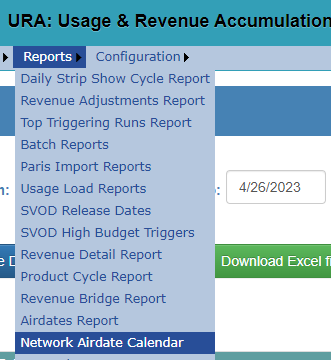 URA: Usage & Revenue Accumulation
Reports Configuration
Daily Strip Show Cycle Report
Revenue Adjustments Report
Top Triggering Runs Report
Batch Reports
Paris Import Reports
Usage Load Reports
4/26/2023
SVOD Release Dates
SVOD High Budget Triggers
Revenue Detail Report
Download Excel fi
Product Cycle Report
Revenue Bridge Report
Airdates Report
Network Airdate Calendar